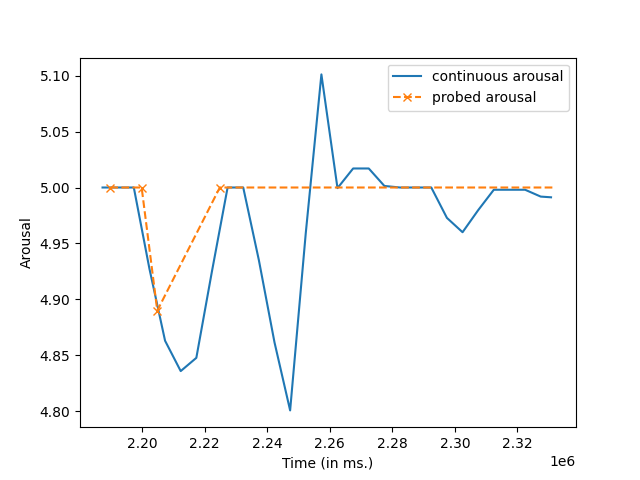 continuous arousal
probed arousal
5.10
5.05
5.00
4.95
4.90
4.85
4.80
Arousal
2.20 2.22 2.24 2.26 2.28 2.30 2.32
1e6
Time (in ms.)